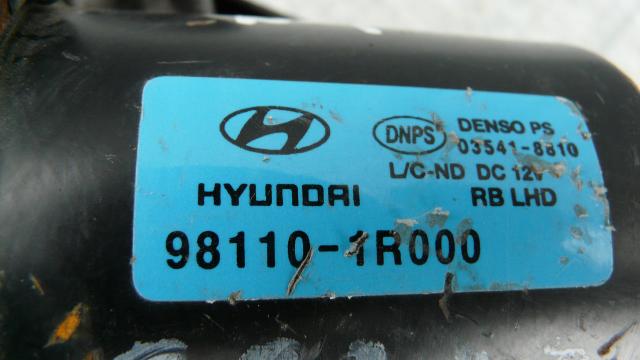 DNPS
DENSO PS
03541-8810
L/C-ND DC 12V
HYUNDAI
RB LHD
98110-1R000